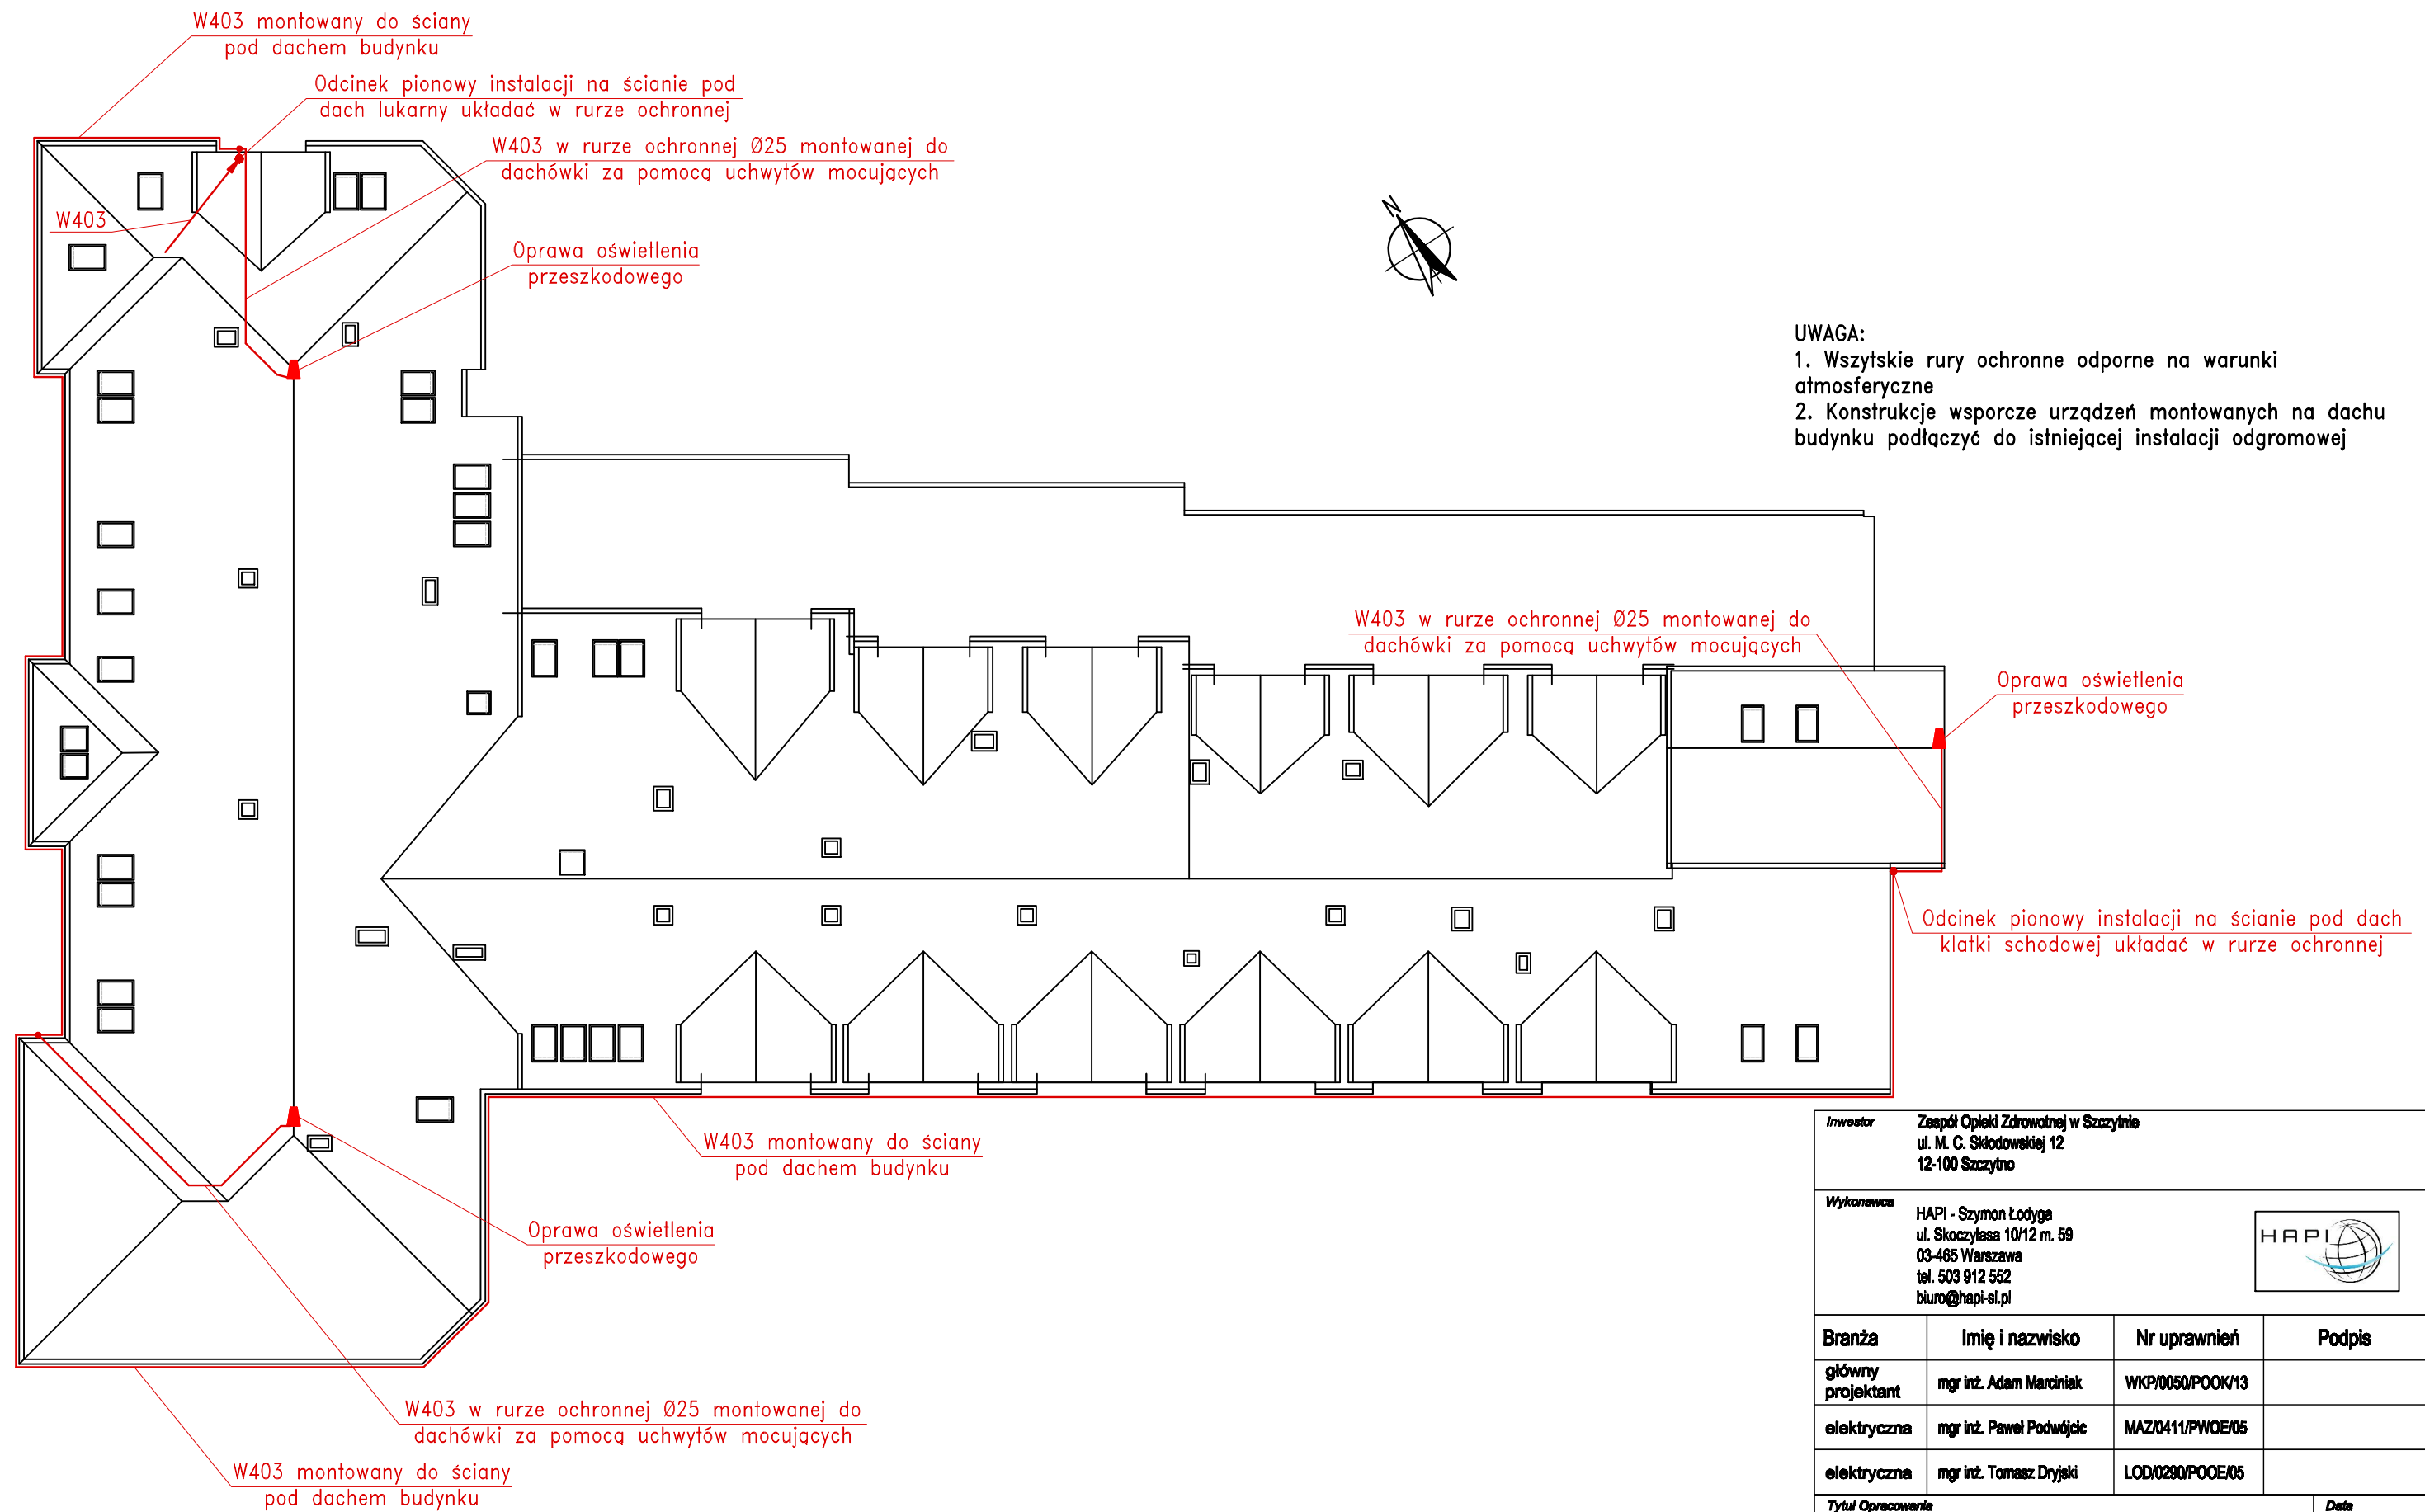 W403 montowany do ściany
pod dachem budynku
Odcinek pionowy instalacji na ścianie pod
dach lukarny układać w rurze ochronnej
W403 w rurze ochronnej Ø25 montowanej do
dachówki za pomocą uchwytów mocujących
W403
Oprawa oświetlenia
przeszkodowego
N
UWAGA:
1. Wszytskie rury ochronne odporne na warunki
atmosferyczne
2. Konstrukcje wsporcze urządzeń montowanych na dachu
budynku podłączyć do istniejącej instalacji odgromowej
W403 w rurze ochronnej Ø25 montowanej do
dachówki za pomocą uchwytów mocujących
Oprawa oświetlenia
przeszkodowego
Odcinek pionowy instalacji na ścianie pod dach
klatki schodowej układać w rurze ochronnej
W403 montowany do ściany
pod dachem budynku
Oprawa oświetlenia
przeszkodowego
W403 w rurze ochronnej Ø25 montowanej do
dachówki za pomocą uchwytów mocujących
W403 montowany do ściany
pod dachem budynku
Inwestor
Zespół Opieki Zdrowotnej w Szczytnie
ul. M. C. Skłodowskiej 12
12-100 Szczytno
Wykonawca
HAPI - Szymon Łodyga
ul. Skoczylasa 10/12 m. 59
03-465 Warszawa
tel. 503 912 552
biuro@hapi-sl.pl
HAPI
Branża Imię i nazwisko Nr uprawnień Podpis
główny
projektant mgr inż. Adam Marciniak WKP/0050/POOK/13
elektryczna mgr inż. Paweł Podwójcic MAZ/0411/PWOE/05
elektryczna mgr inż. Tomasz Dryjski LOD/0290/POOE/05
Tytuł Opracowania Data